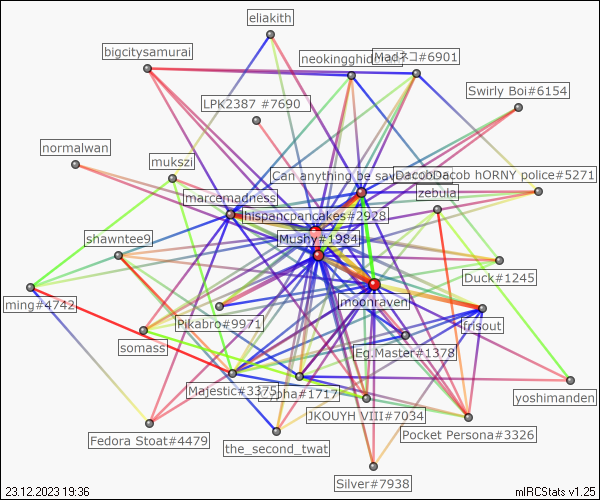 eliakith
bigcitysamurai
neokingghid
Madネコ#6901
Swirly Boi#6154
LPK2387 #7690
normalwan
mukszi
Can anything be save
DacobDacob hORNY police#5271
zebula
marcemadness
hispancpancakes#2928
shawntee9
Mushy#1984
Duck#1245
moonraven
ming#4742
Pikabro#9971
frisout
somass
Eg.Master#1378
Majestic#3375
pha#1717
yoshimanden
JKOUYH VIII#7034
Pocket Persona#3326
Fedora Stoat#4479
the_second_twat
Silver#7938
23.12.2023 19:36
mIRCStats v1.25